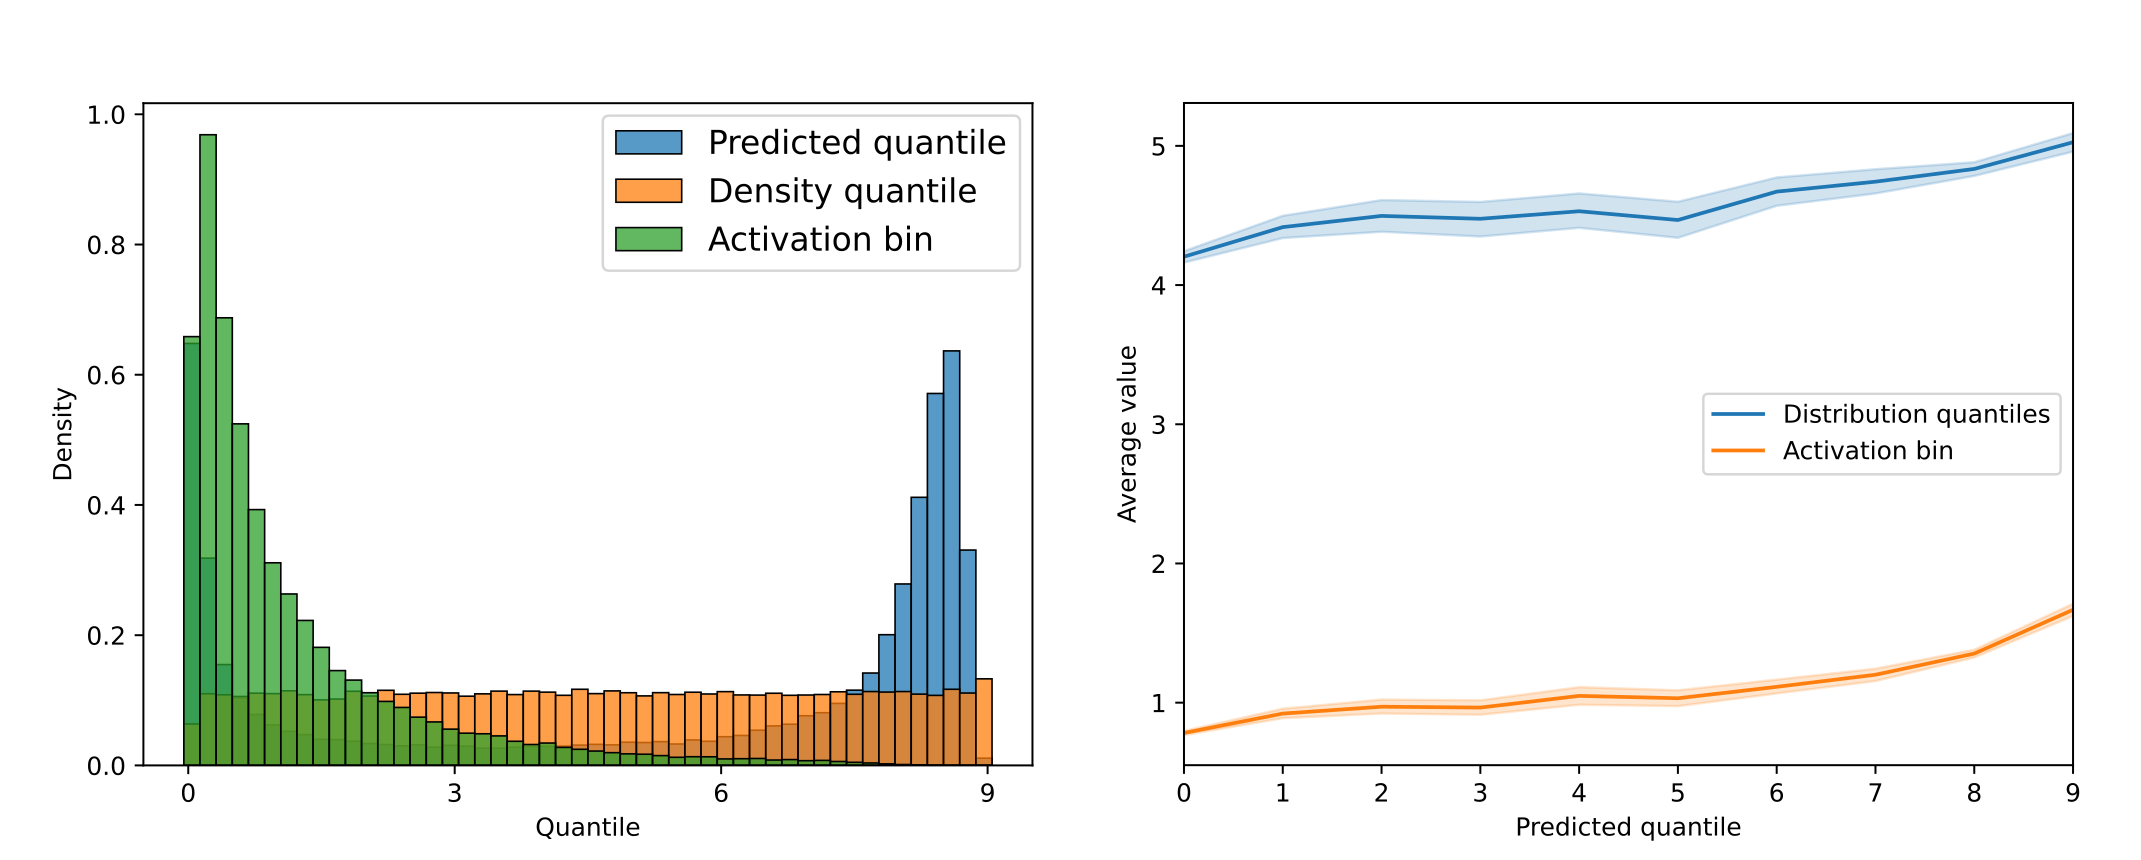 1.0
0.8
0.6
0.4
0.2
0.0
Density
0 3 6 9
Quantile
Predicted quantile
Density quantile
Activation bin
5
4
3
2
1
Average value
0 1 2 3 4 5 6 7 8 9
Predicted quantile
Distribution quantiles
Activation bin